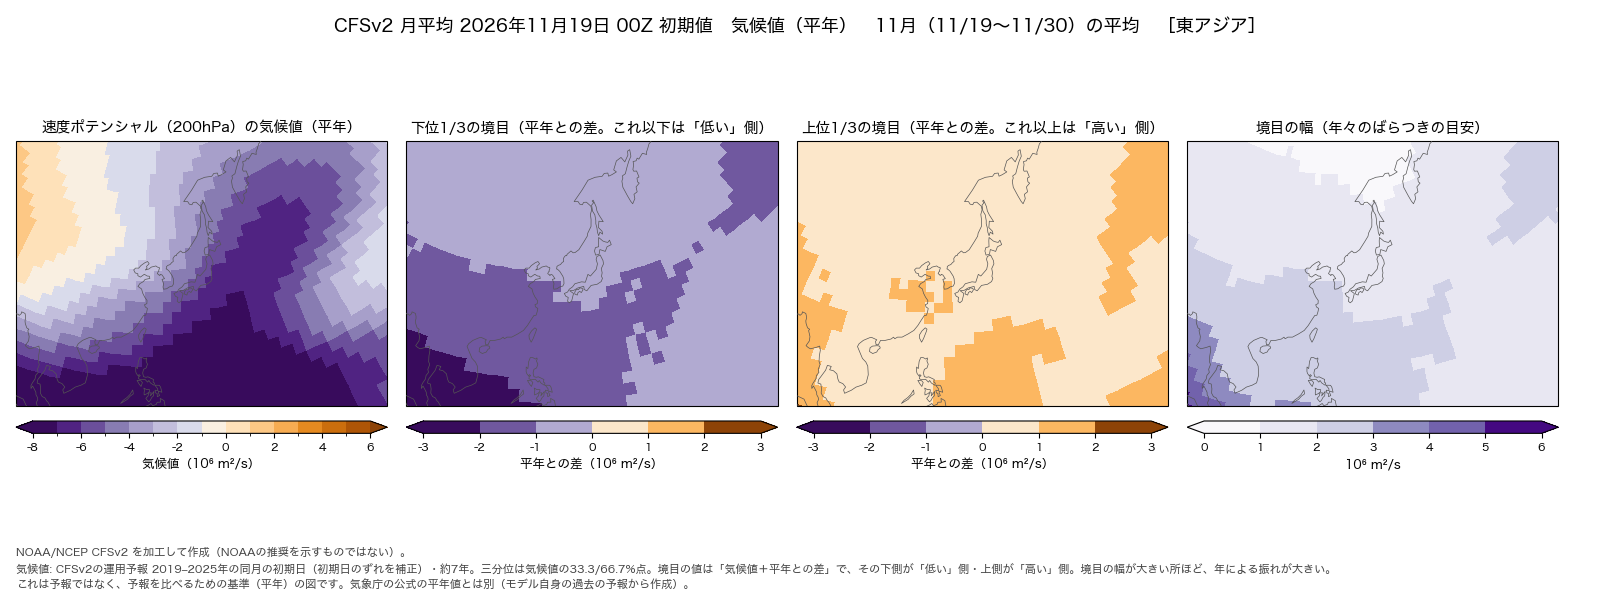 CFSv2 月平均 2026年11月19日 00Z 初期値　気候値（平年）　11月（11/19～11/30）の平均　［東アジア］
速度ポテンシャル（200hPa）の気候値（平年）
下位1/3の境目（平年との差。これ以下は「低い」側）
上位1/3の境目（平年との差。これ以上は「高い」側）
境目の幅（年々のばらつきの目安）
-8 -6 -4 -2 0 2 4 6
気候値（10⁶ m²/s）
-3 -2 -1 0 1 2 3
平年との差（10⁶ m²/s）
-3 -2 -1 0 1 2 3
平年との差（10⁶ m²/s）
0 1 2 3 4 5 6
10⁶ m²/s
NOAA/NCEP CFSv2 を加工して作成（NOAAの推奨を示すものではない）。
気候値: CFSv2の運用予報 2019–2025年の同月の初期日（初期日のずれを補正）・約7年。三分位は気候値の33.3/66.7%点。境目の値は「気候値＋平年との差」で、その下側が「低い」側・上側が「高い」側。境目の幅が大きい所ほど、年による振れが大きい。
これは予報ではなく、予報を比べるための基準（平年）の図です。気象庁の公式の平年値とは別（モデル自身の過去の予報から作成）。